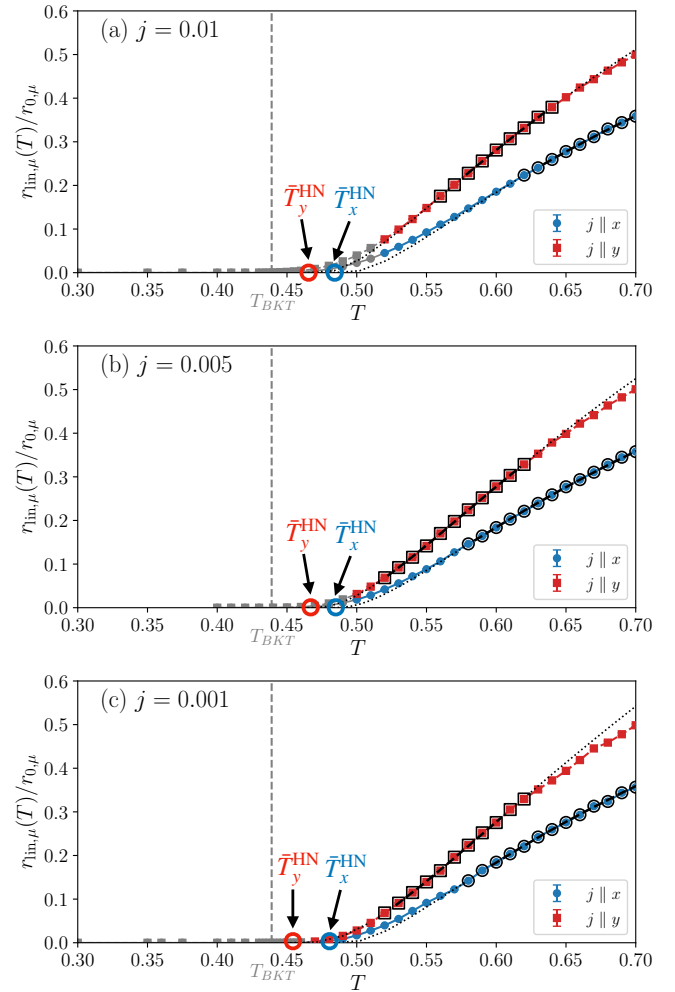 (a) j = 0.01
r_{lin,μ}(T)/r_{0,μ}
0.6
0.5
0.4
0.3
0.2
0.1
0.0
T̄_y^{HN} T̄_x^{HN}
j ∥ x
j ∥ y
0.30 0.35 0.40 0.45 0.50 0.55 0.60 0.65 0.70
T_{BKT}
T
(b) j = 0.005
r_{lin,μ}(T)/r_{0,μ}
0.6
0.5
0.4
0.3
0.2
0.1
0.0
T̄_y^{HN} T̄_x^{HN}
j ∥ x
j ∥ y
0.30 0.35 0.40 0.45 0.50 0.55 0.60 0.65 0.70
T_{BKT}
T
(c) j = 0.001
r_{lin,μ}(T)/r_{0,μ}
0.6
0.5
0.4
0.3
0.2
0.1
0.0
T̄_y^{HN} T̄_x^{HN}
j ∥ x
j ∥ y
0.30 0.35 0.40 0.45 0.50 0.55 0.60 0.65 0.70
T_{BKT}
T